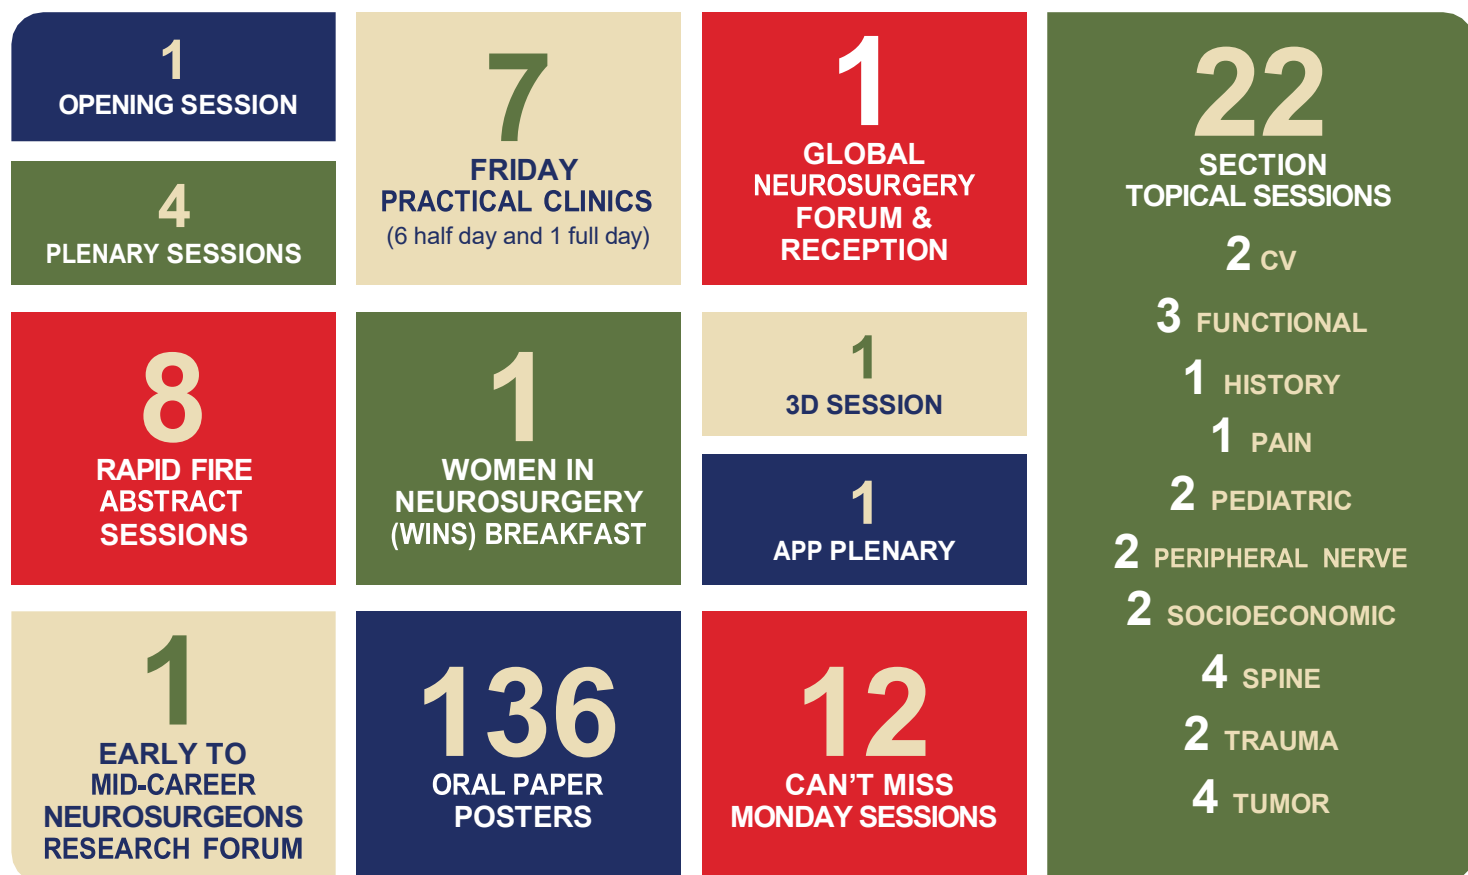 1
OPENING SESSION
4
PLENARY SESSIONS
7
FRIDAY
PRACTICAL CLINICS
(6 half day and 1 full day)
1
GLOBAL
NEUROSURGERY
FORUM &
RECEPTION
8
RAPID FIRE
ABSTRACT
SESSIONS
1
WOMEN IN
NEUROSURGERY
(WINS) BREAKFAST
1
3D SESSION
1
APP PLENARY
1
EARLY TO
MID-CAREER
NEUROSURGEONS
RESEARCH FORUM
136
ORAL PAPER
POSTERS
12
CAN’T MISS
MONDAY SESSIONS
22
SECTION
TOPICAL SESSIONS
2 CV
3 FUNCTIONAL
1 HISTORY
1 PAIN
2 PEDIATRIC
2 PERIPHERAL NERVE
2 SOCIOECONOMIC
4 SPINE
2 TRAUMA
4 TUMOR